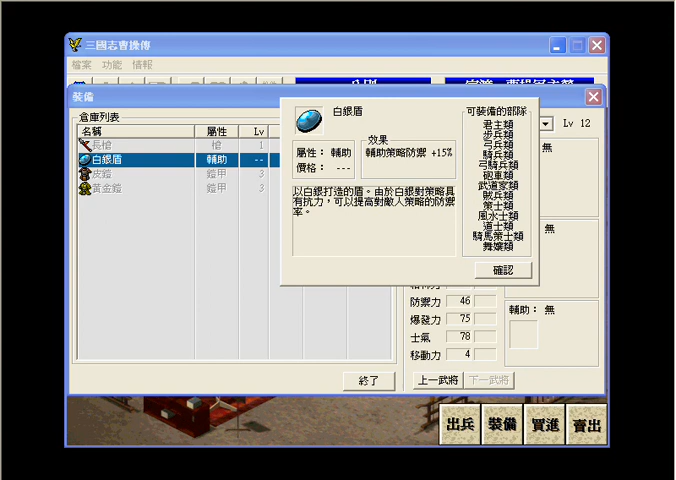 三國志曹操傳
檔案 功能 情報
裝備
倉庫列表
名稱 屬性 Lv
長槍 槍 1
白銀盾 輔助 --
皮鎧 鎧甲 3
黃金鎧 鎧甲 3
白銀盾
屬性： 輔助
價格： ---
效果
輔助策略防禦 +15%
以白銀打造的盾。由於白銀對策略具
有抗力，可以提高對敵人策略的防禦
率。
可裝備的部隊
君主類
步兵類
弓兵類
騎兵類
弓騎兵類
砲車類
武道家類
賊兵類
策士類
風水士類
道士類
騎馬策士類
舞孃類
確認
Lv 12
無
無
防禦力 46
爆發力 75
士氣 78
移動力 4
輔助： 無
終了
上一武將 下一武將
出兵 裝備 買進 賣出